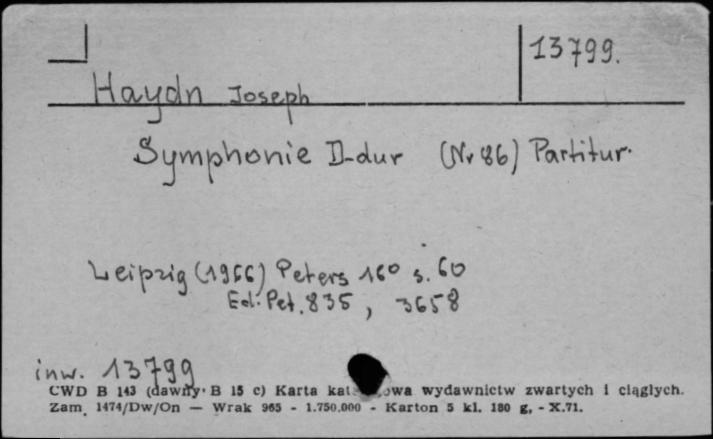 13799.
Haydn Joseph
Symphonie D-dur (Nr 86) Partitur.
Leipzig (1966) Peters 16° s. 60
Ed. Pet. 835, 3658
inw. 13799
CWD B 143 (dawny B 15 c) Karta wydawnictw zwartych i ciągłych.
Zam. 1474/Dw/On — Wrak 965 - 1.750.000 - Karton 5 kl. 180 g, - X.71.